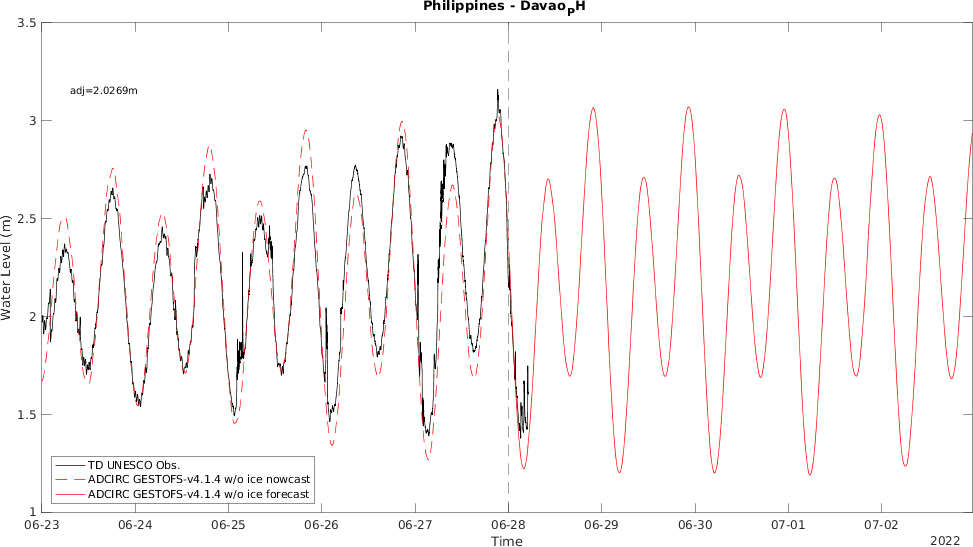 Philippines - Davao_pH
3.5
adj=2.0269m
3
2.5
Water Level (m)
2
1.5
TD UNESCO Obs.
ADCIRC GESTOFS-v4.1.4 w/o ice nowcast
ADCIRC GESTOFS-v4.1.4 w/o ice forecast
1
06-23 06-24 06-25 06-26 06-27 06-28 06-29 06-30 07-01 07-02
Time
2022